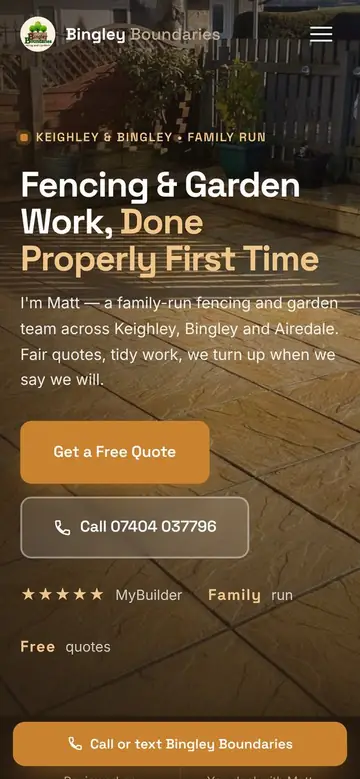 Bingley Boundaries
KEIGHLEY & BINGLEY • FAMILY RUN
Fencing & Garden
Work, Done
Properly First Time
I'm Matt — a family-run fencing and garden
team across Keighley, Bingley and Airedale.
Fair quotes, tidy work, we turn up when we
say we will.
Get a Free Quote
Call 07404 037796
★★★★★ MyBuilder Family run
Free quotes
Call or text Bingley Boundaries